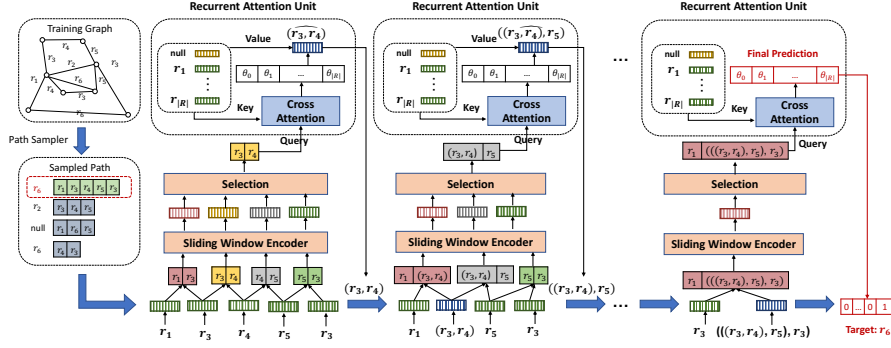 Training Graph
r4
r5
r3
r2
r3
r1
r6
r4
r3
r6
Path Sampler
Sampled Path
r6 r1 r3 r4 r5 r3
r2 r3 r4 r5
null r1 r6 r5
r6 r4 r3
Recurrent Attention Unit
null
r1
⋮
r|R|
Value
(r3, r4)
θ0 θ1 ... θ|R|
Key
Cross Attention
Query
r3 r4
Selection
Sliding Window Encoder
r1 r3
r3 r4
r4 r5
r5 r3
r1 r3 r4 r5 r3
(r3, r4)
Recurrent Attention Unit
null
r1
⋮
r|R|
Value
((r3, r4), r5)
θ0 θ1 ... θ|R|
Key
Cross Attention
Query
(r3, r4) r5
Selection
Sliding Window Encoder
r1 (r3, r4)
(r3, r4) r5
r5 r3
r1 (r3, r4) r5 r3
((r3, r4), r5)
...
...
Recurrent Attention Unit
null
r1
⋮
r|R|
Final Prediction
θ0 θ1 ... θ|R|
Key
Cross Attention
Query
r1 (((r3, r4), r5), r3)
Selection
Sliding Window Encoder
r1 (((r3, r4), r5), r3)
r3 (((r3, r4), r5), r3)
0 ... 0 1
Target: r6